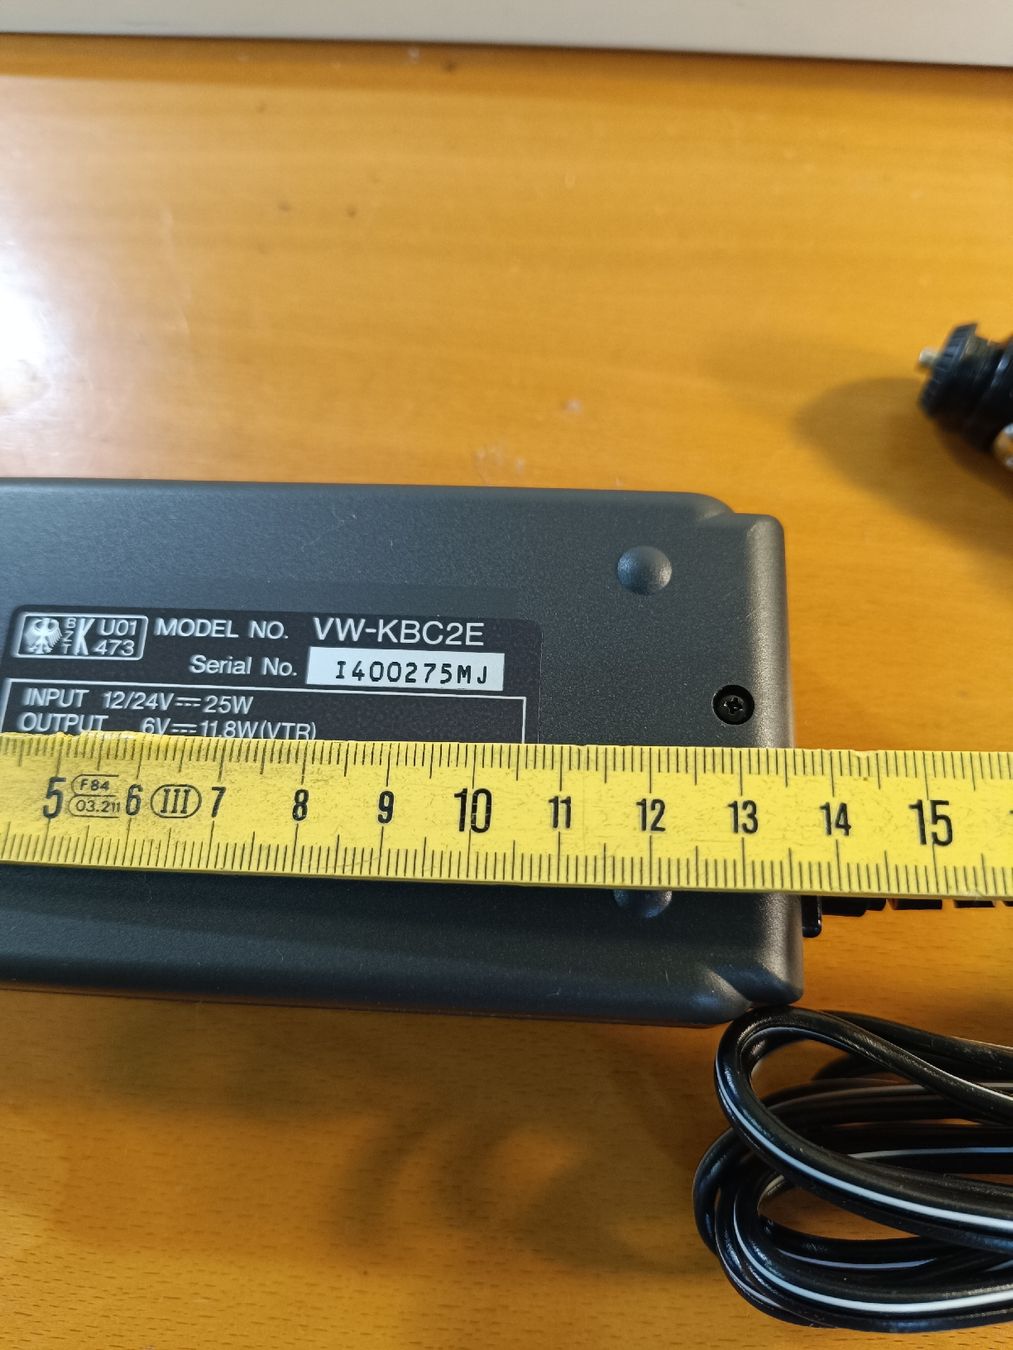 B Z T K U01 473
MODEL NO. VW-KBC2E
Serial No. I400275MJ
INPUT 12/24V⎓25W
OUTPUT 6V⎓11.8W(VTR)
5 F84 03.211 6 III 7 8 9 10 11 12 13 14 15